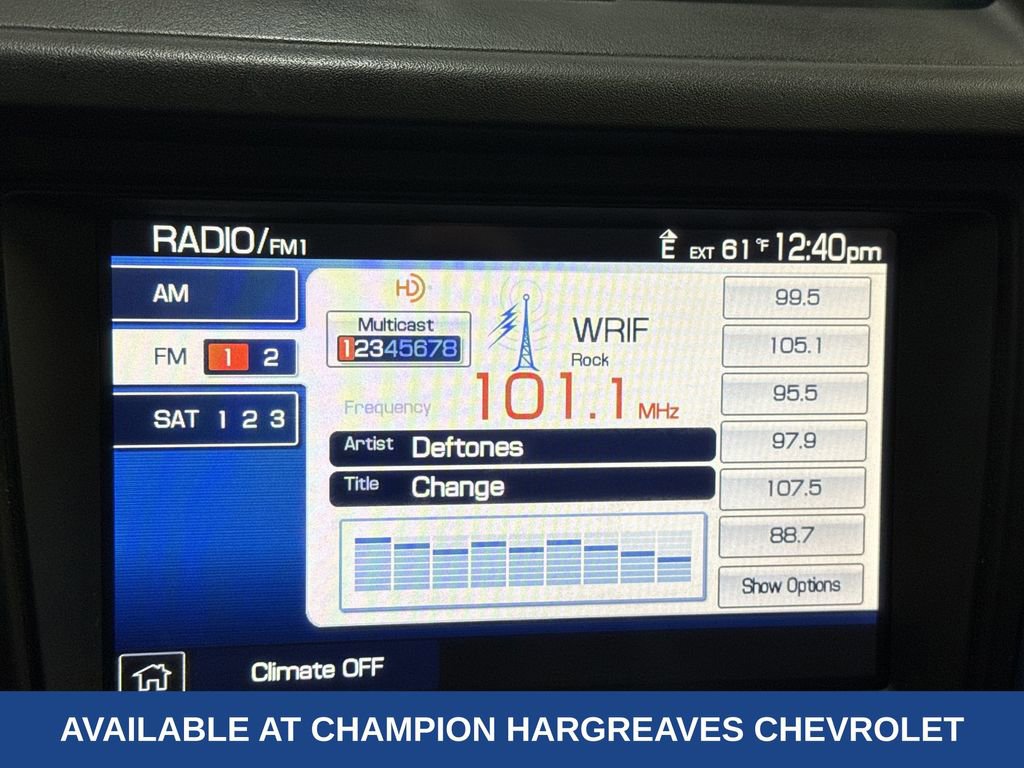 RADIO/FM1
E EXT 61°F 12:40pm
AM
FM 1 2
SAT 1 2 3
HD
Multicast
12345678
WRIF
Rock
Frequency 101.1 MHz
Artist Deftones
Title Change
99.5
105.1
95.5
97.9
107.5
88.7
Show Options
Climate OFF
AVAILABLE AT CHAMPION HARGREAVES CHEVROLET